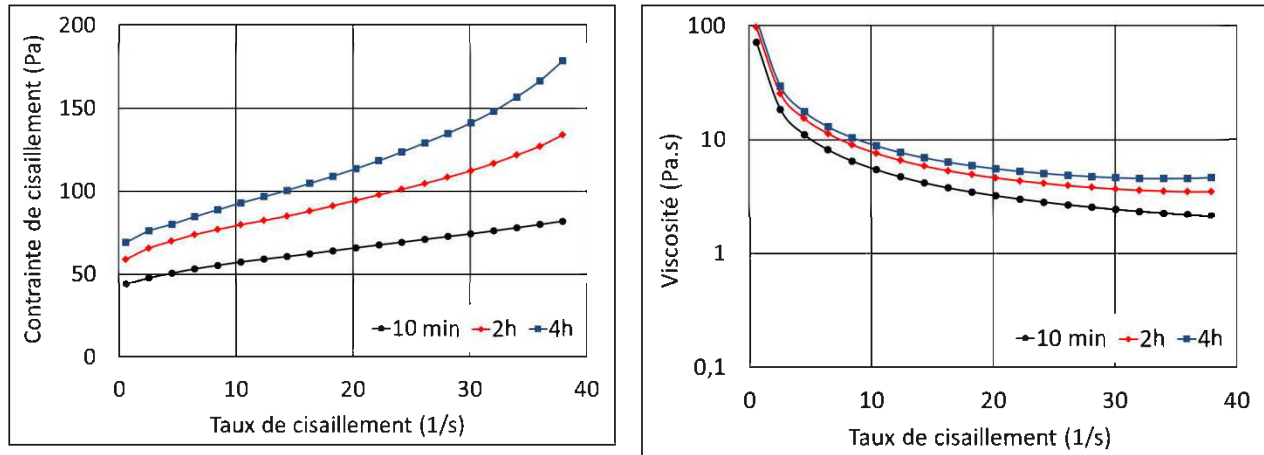 200
150
100
50
0
Contrainte de cisaillement (Pa)
10 min 2h 4h
0 10 20 30 40
Taux de cisaillement (1/s)
100
10
1
0,1
Viscosité (Pa.s)
10 min 2h 4h
0 10 20 30 40
Taux de cisaillement (1/s)